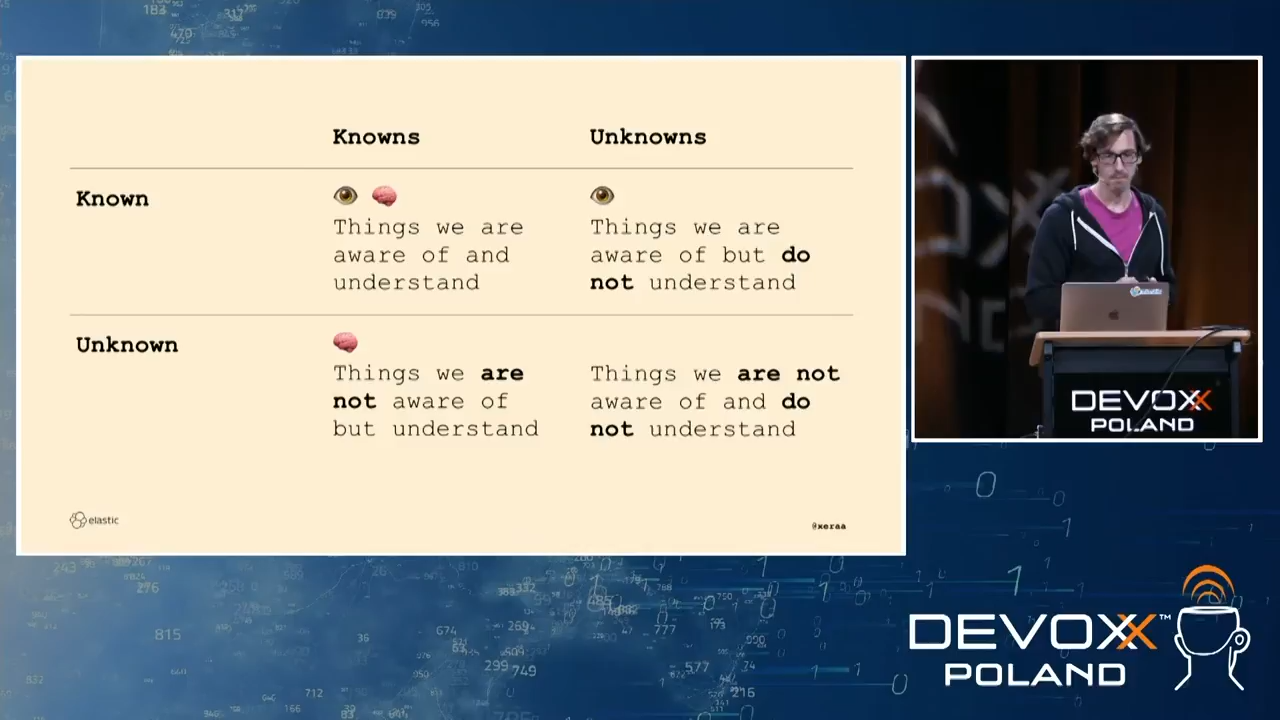 Knowns
Unknowns
Known
Things we are
aware of and
understand
Things we are
aware of but do
not understand
Unknown
Things we are
not aware of
but understand
Things we are not
aware of and do
not understand
elastic
@xeraa
DEVOXX
POLAND
DEVOXX™
POLAND